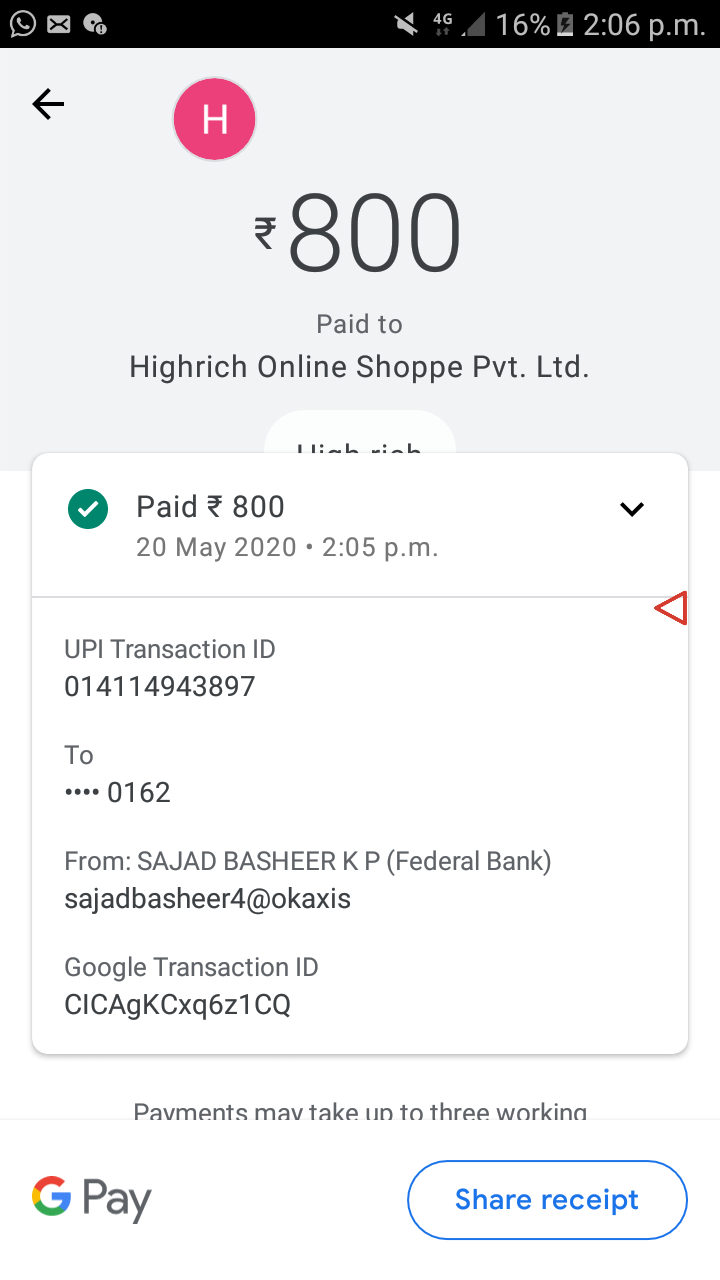 4G 16% 2:06 p.m.
H
₹800
Paid to
Highrich Online Shoppe Pvt. Ltd.
High rich
Paid ₹ 800
20 May 2020 • 2:05 p.m.
UPI Transaction ID
014114943897
To
•••• 0162
From: SAJAD BASHEER K P (Federal Bank)
sajadbasheer4@okaxis
Google Transaction ID
CICAgKCxq6z1CQ
Payments may take up to three working
G Pay
Share receipt